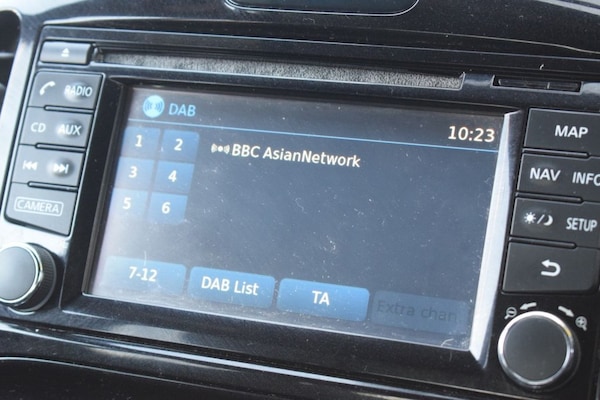 DAB
10:23
1 2
3 4
5 6
BBC AsianNetwork
7-12
DAB List
TA
Extra chan
RADIO
CD AUX
CAMERA
MAP
NAV INFO
SETUP